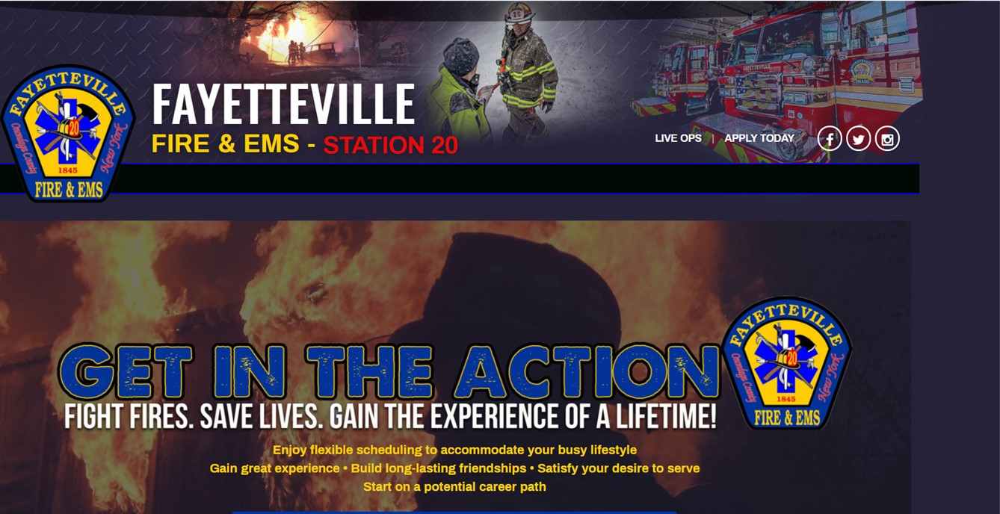 20
FAYETTEVILLE
FAYETTEVILLE
20
Onondaga County
New York
1845
FIRE & EMS
FAYETTEVILLE
FIRE & EMS - STATION 20
LIVE OPS | APPLY TODAY
GET IN THE ACTION
FIGHT FIRES. SAVE LIVES. GAIN THE EXPERIENCE OF A LIFETIME!
FAYETTEVILLE
20
Onondaga County
New York
1845
FIRE & EMS
Enjoy flexible scheduling to accommodate your busy lifestyle
Gain great experience • Build long-lasting friendships • Satisfy your desire to serve
Start on a potential career path